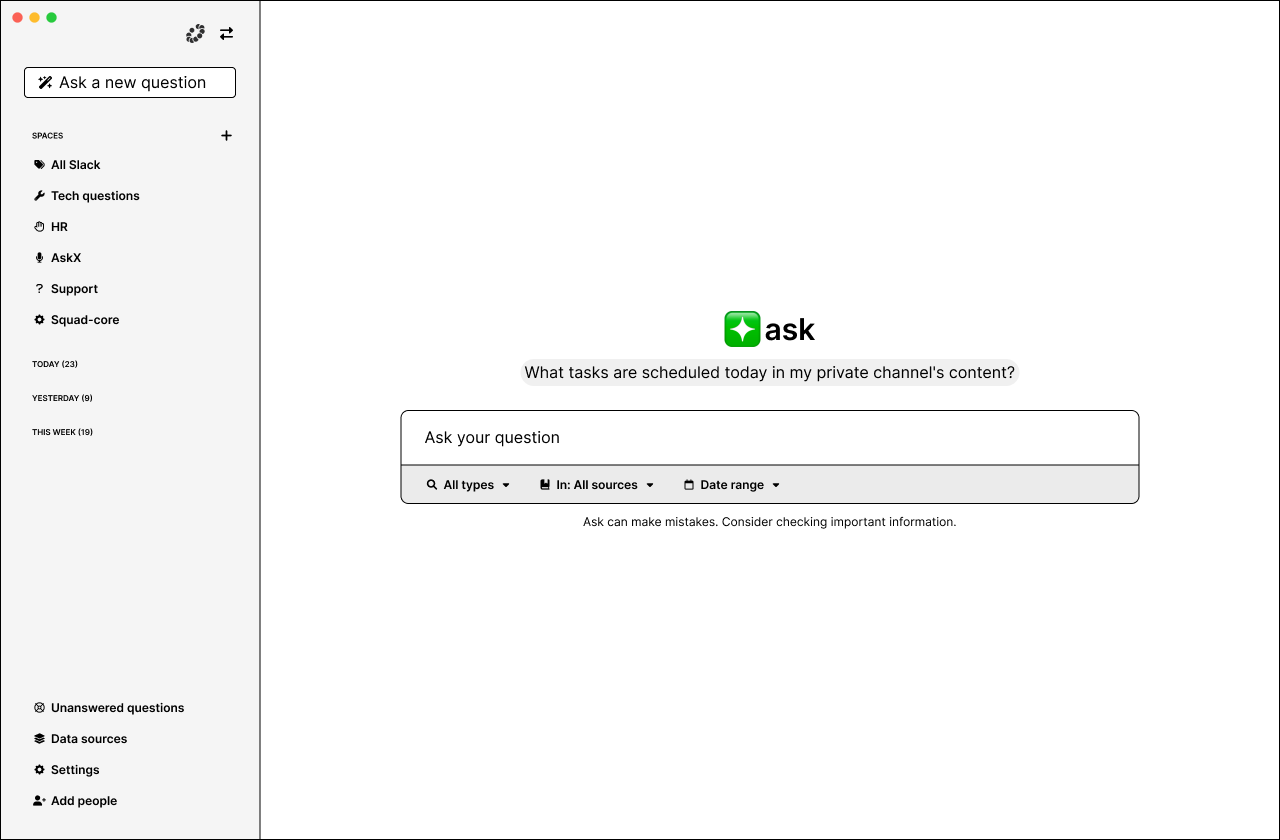 Ask a new question
SPACES
All Slack
Tech questions
HR
AskX
Support
Squad-core
TODAY (23)
YESTERDAY (9)
THIS WEEK (19)
Unanswered questions
Data sources
Settings
Add people
ask
What tasks are scheduled today in my private channel's content?
Ask your question
All types In: All sources Date range
Ask can make mistakes. Consider checking important information.